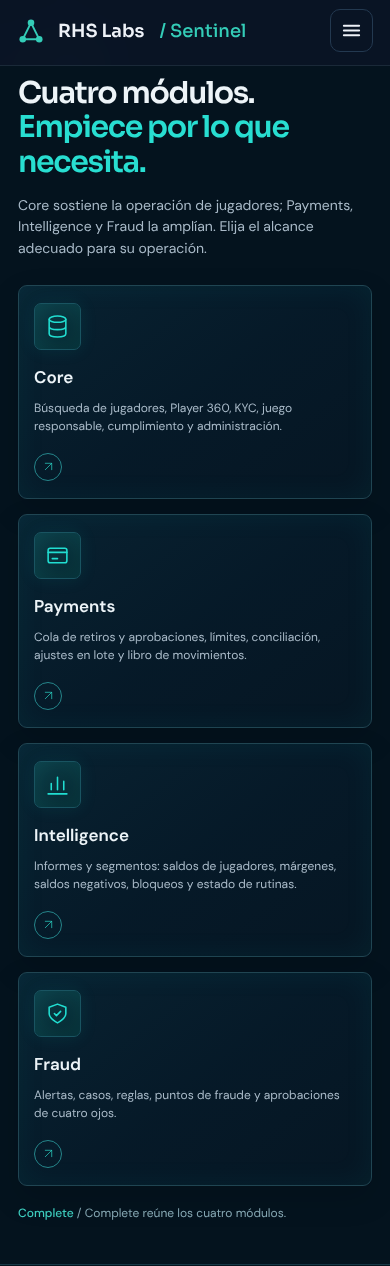 RHS Labs / Sentinel
Cuatro módulos.
Empiece por lo que
necesita.
Core sostiene la operación de jugadores; Payments,
Intelligence y Fraud la amplían. Elija el alcance
adecuado para su operación.
Core
Búsqueda de jugadores, Player 360, KYC, juego
responsable, cumplimiento y administración.
Payments
Cola de retiros y aprobaciones, límites, conciliación,
ajustes en lote y libro de movimientos.
Intelligence
Informes y segmentos: saldos de jugadores, márgenes,
saldos negativos, bloqueos y estado de rutinas.
Fraud
Alertas, casos, reglas, puntos de fraude y aprobaciones
de cuatro ojos.
Complete / Complete reúne los cuatro módulos.